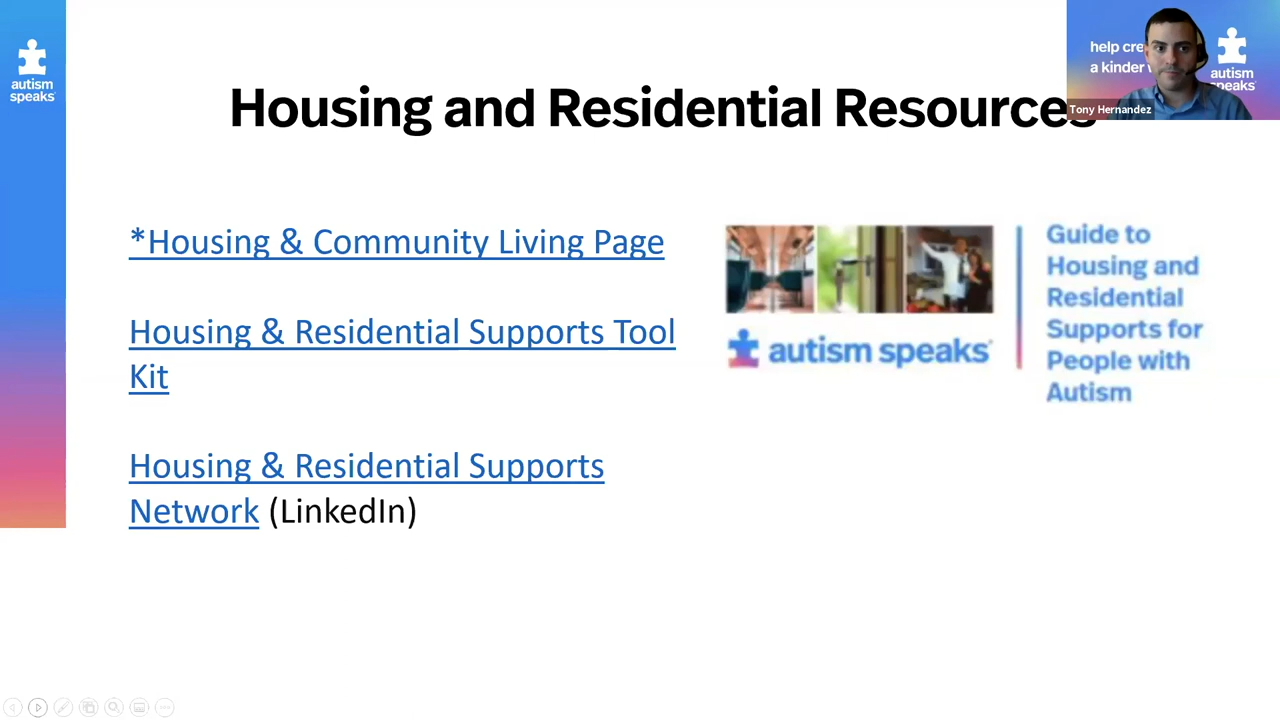 autism
speaks
Housing and Residential Resources
help cre
a kinder
autism
speaks
Tony Hernandez
*Housing & Community Living Page
Housing & Residential Supports Tool
Kit
Housing & Residential Supports
Network (LinkedIn)
autism speaks
Guide to
Housing and
Residential
Supports for
People with
Autism